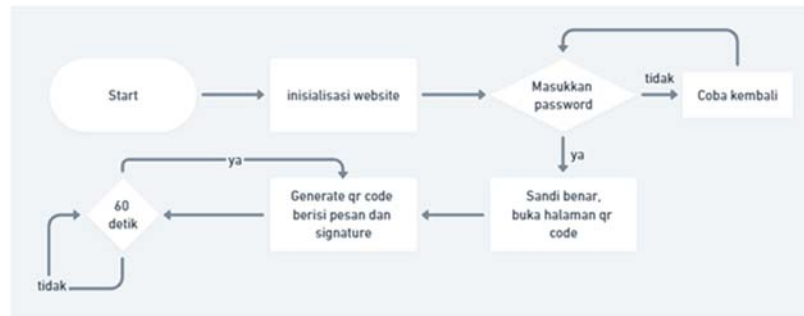 Start
inisialisasi website
Masukkan
password
tidak
Coba kembali
ya
Sandi benar,
buka halaman qr
code
Generate qr code
berisi pesan dan
signature
ya
60
detik
tidak